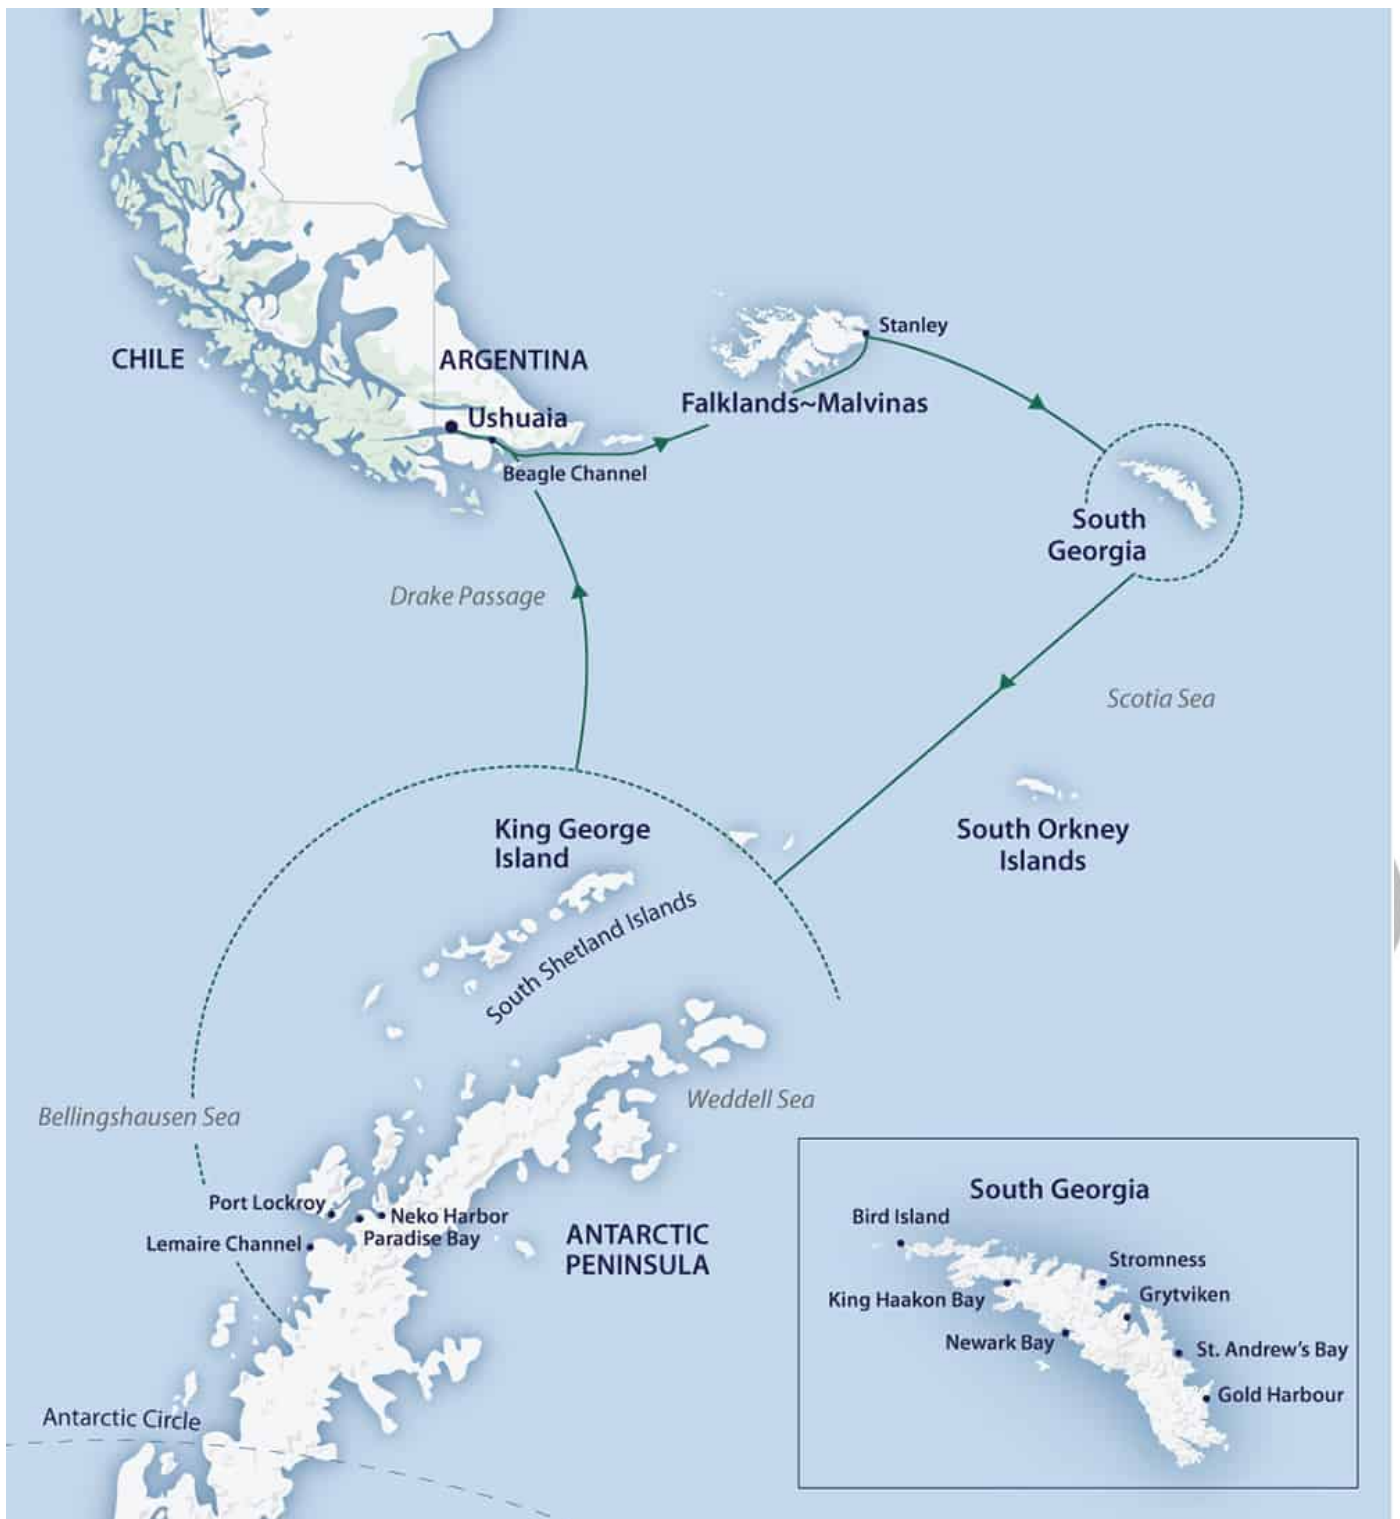 Stanley
CHILE
ARGENTINA
Falklands~Malvinas
Ushuaia
Beagle Channel
South
Georgia
Drake Passage
Scotia Sea
King George
Island
South Orkney
Islands
South Shetland Islands
Weddell Sea
Bellingshausen Sea
Port Lockroy
Neko Harbor
Paradise Bay
Lemaire Channel
ANTARCTIC
PENINSULA
Antarctic Circle
South Georgia
Bird Island
Stromness
Grytviken
King Haakon Bay
Newark Bay
St. Andrew's Bay
Gold Harbour